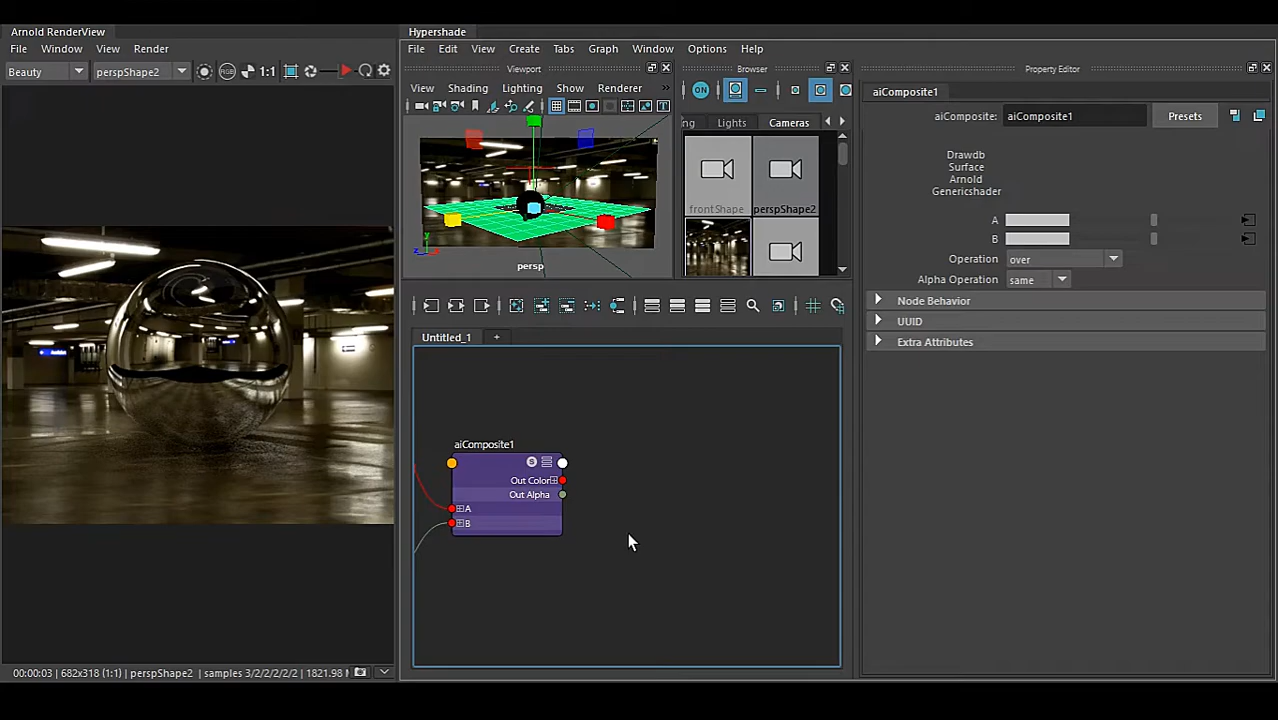 Arnold RenderView
File Window View Render
Beauty perspShape2 1:1
00:00:03 | 682x318 (1:1) | perspShape2 | samples 3/2/2/2/2/2 | 1821.98 M
Hypershade
File Edit View Create Tabs Graph Window Options Help
Viewport
View Shading Lighting Show Renderer »
persp
Browser
ON
ng Lights Cameras
frontShape perspShape2
Untitled_1 +
aiComposite1
Out Color
Out Alpha
A
B
Property Editor
aiComposite1
aiComposite: aiComposite1 Presets
Drawdb
Surface
Arnold
Genericshader
A
B
Operation over
Alpha Operation same
Node Behavior
UUID
Extra Attributes